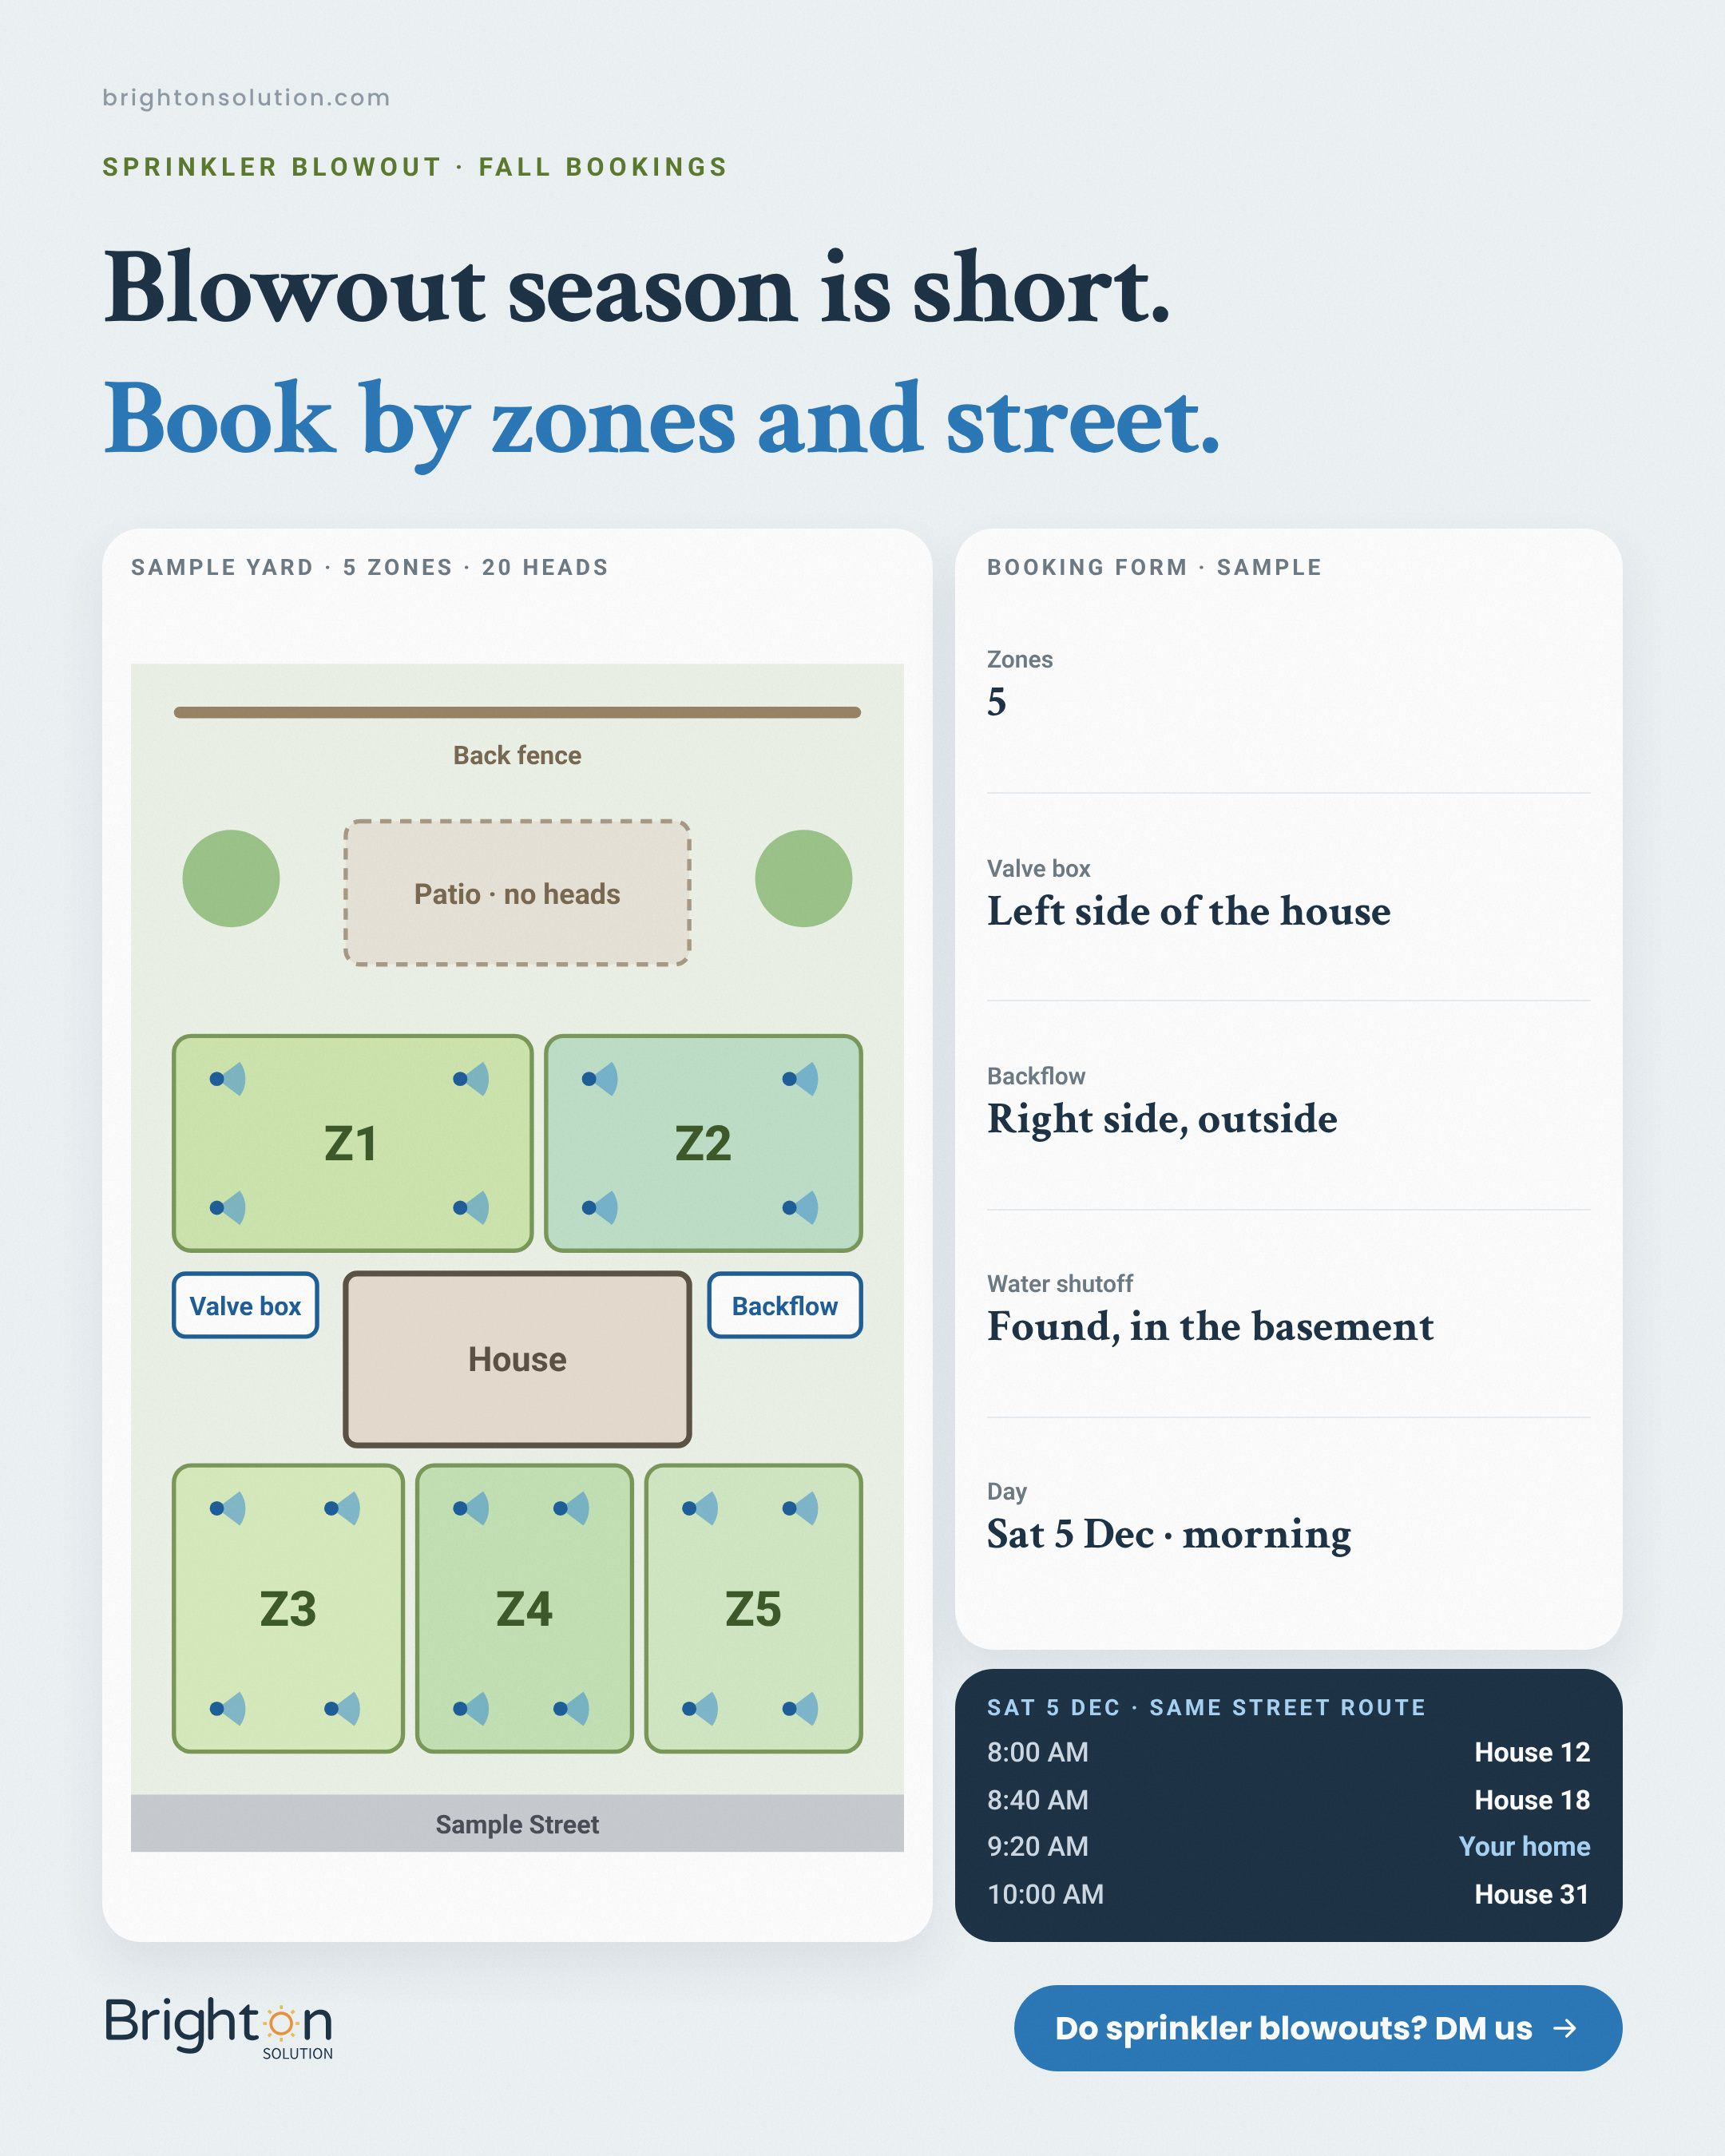 brightonsolution.com
SPRINKLER BLOWOUT · FALL BOOKINGS
Blowout season is short.
Book by zones and street.
SAMPLE YARD · 5 ZONES · 20 HEADS
Back fence
Patio · no heads
Z1
Z2
Valve box
House
Backflow
Z3
Z4
Z5
Sample Street
BOOKING FORM · SAMPLE
Zones
5
Valve box
Left side of the house
Backflow
Right side, outside
Water shutoff
Found, in the basement
Day
Sat 5 Dec · morning
SAT 5 DEC · SAME STREET ROUTE
8:00 AM House 12
8:40 AM House 18
9:20 AM Your home
10:00 AM House 31
Brighton
SOLUTION
Do sprinkler blowouts? DM us →